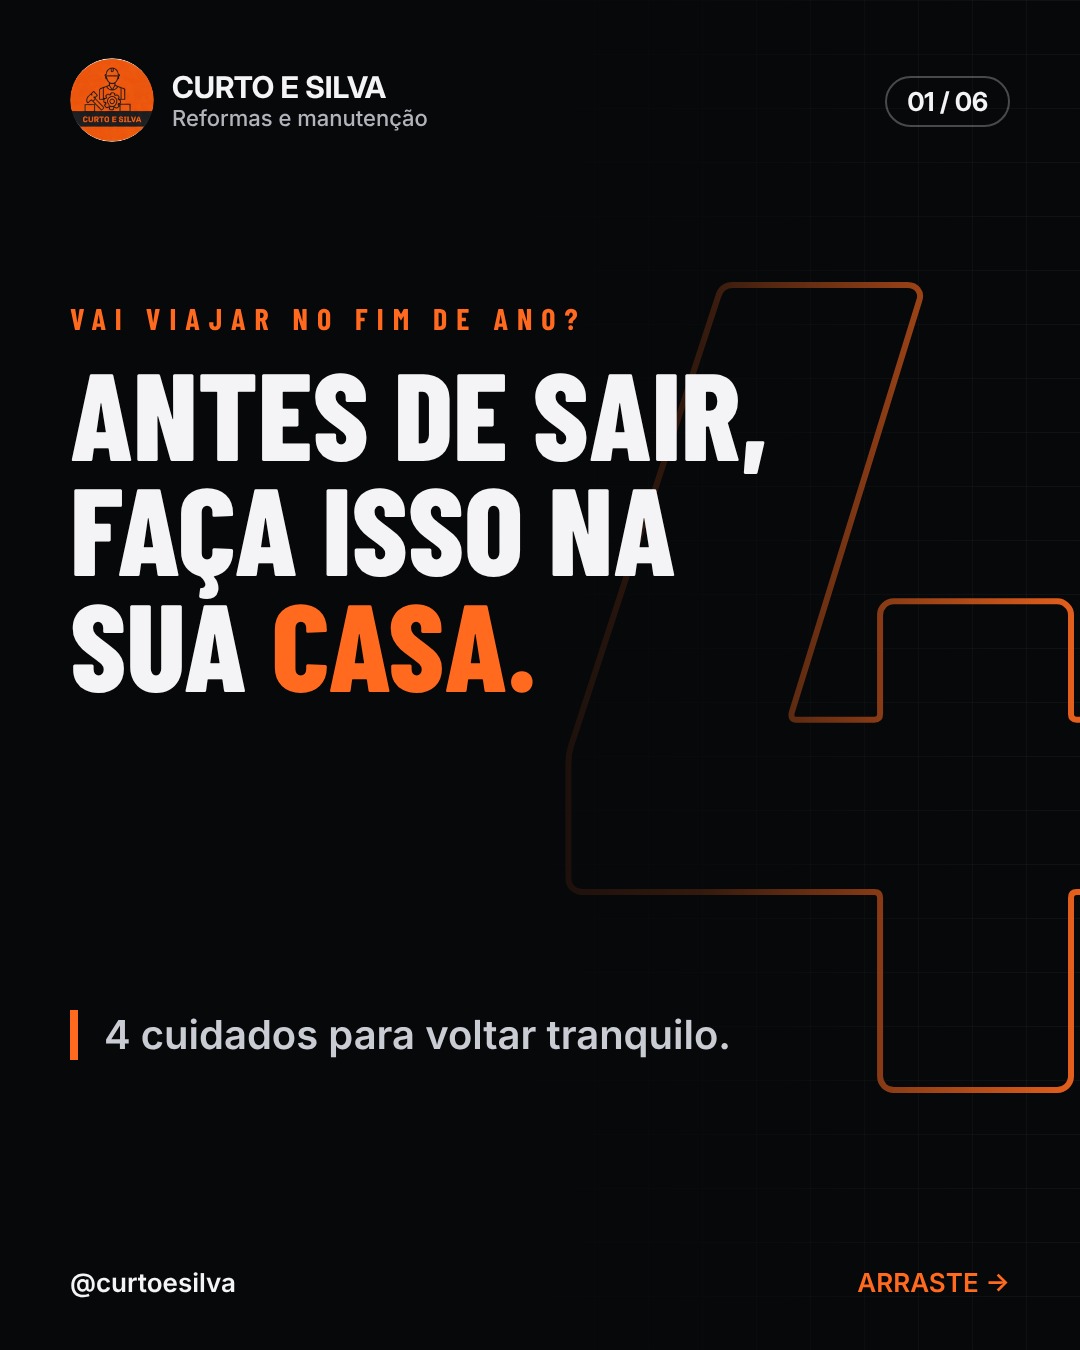 CURTO E SILVA
CURTO E SILVA
Reformas e manutenção
01 / 06
VAI VIAJAR NO FIM DE ANO?
ANTES DE SAIR,
FAÇA ISSO NA
SUA CASA.
4
4 cuidados para voltar tranquilo.
@curtoesilva
ARRASTE →